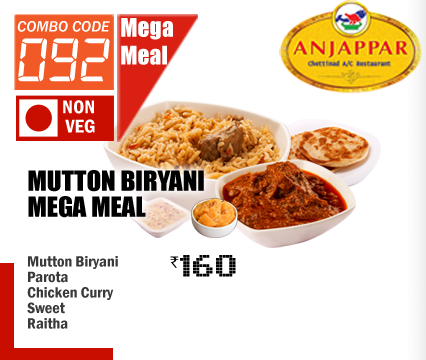 COMBO CODE
092
Mega
Meal
NON
VEG
ANJAPPAR
Chettinad A/C Restaurant
MUTTON BIRYANI
MEGA MEAL
₹160
Mutton Biryani
Parota
Chicken Curry
Sweet
Raitha